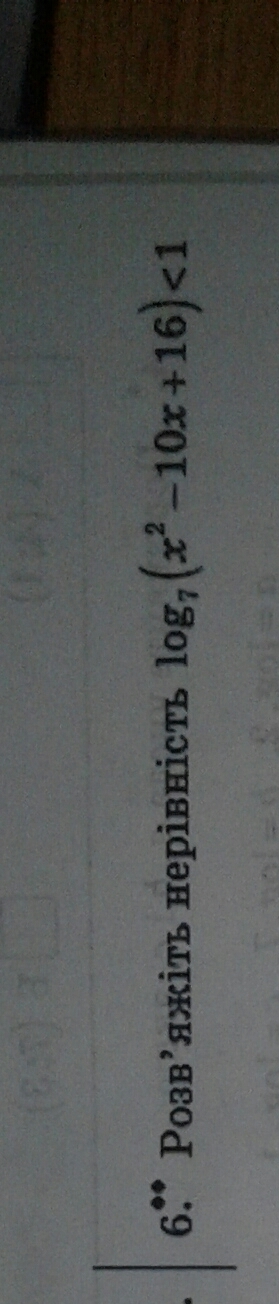 6.•• Розв’яжіть нерівність log₇(x² − 10x + 16) < 1